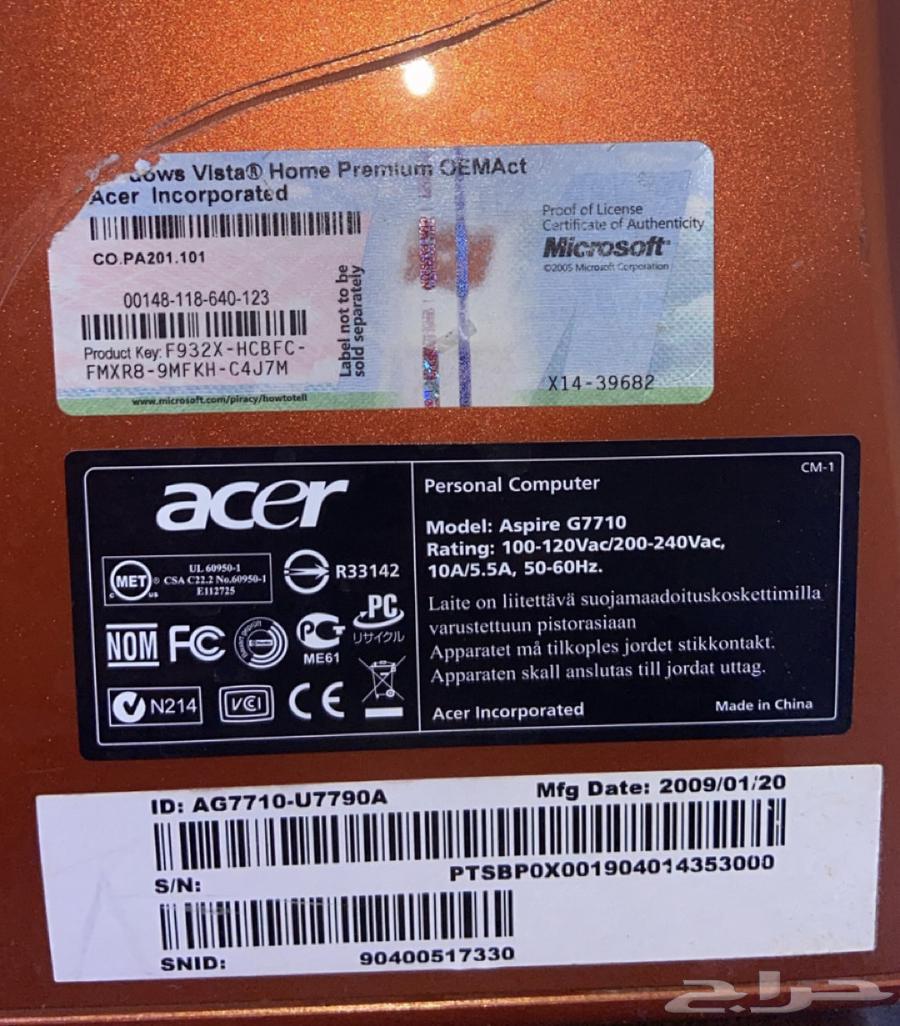 dows Vista® Home Premium OEMAct
Acer Incorporated
CO.PA201.101
00148-118-640-123
Product Key: F932X-HCBFC-
FMXR8-9MFKH-C4J7M
www.microsoft.com/piracy/howtotell
Label not to be
sold separately
Proof of License
Certificate of Authenticity
Microsoft®
©2005 Microsoft Corporation
X14-39682
acer
MET
c us
UL 60950-1
CSA C22.2 No.60950-1
E112725
R33142
NOM
FC
PG
ME61
PC
リサイクル
N214
VCI
CE
CM-1
Personal Computer
Model: Aspire G7710
Rating: 100-120Vac/200-240Vac,
10A/5.5A, 50-60Hz.
Laite on liitettävä suojamaadoituskoskettimilla
varustettuun pistorasiaan
Apparatet må tilkoples jordet stikkontakt.
Apparaten skall anslutas till jordat uttag.
Acer Incorporated
Made in China
ID: AG7710-U7790A
Mfg Date: 2009/01/20
S/N:
PTSBP0X001904014353000
SNID:
90400517330
حراج